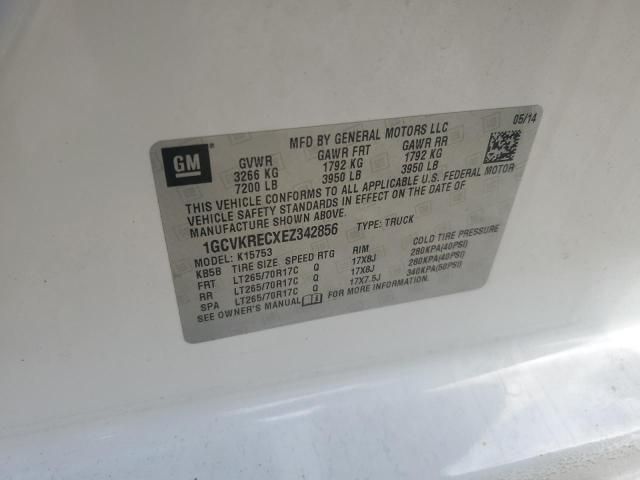 05/14
GM
MFD BY GENERAL MOTORS LLC
GVWR GAWR FRT GAWR RR
3266 KG 1792 KG 1792 KG
7200 LB 3950 LB 3950 LB
THIS VEHICLE CONFORMS TO ALL APPLICABLE U.S. FEDERAL MOTOR
VEHICLE SAFETY STANDARDS IN EFFECT ON THE DATE OF
MANUFACTURE SHOWN ABOVE.
1GCVKRECXEZ342856 TYPE: TRUCK
MODEL: K15753
KB5B TIRE SIZE SPEED RTG RIM COLD TIRE PRESSURE
FRT LT265/70R17C Q 17X8J 280KPA(40PSI)
RR LT265/70R17C Q 17X8J 280KPA(40PSI)
SPA LT265/70R17C Q 17X7.5J 340KPA(50PSI)
SEE OWNER'S MANUAL